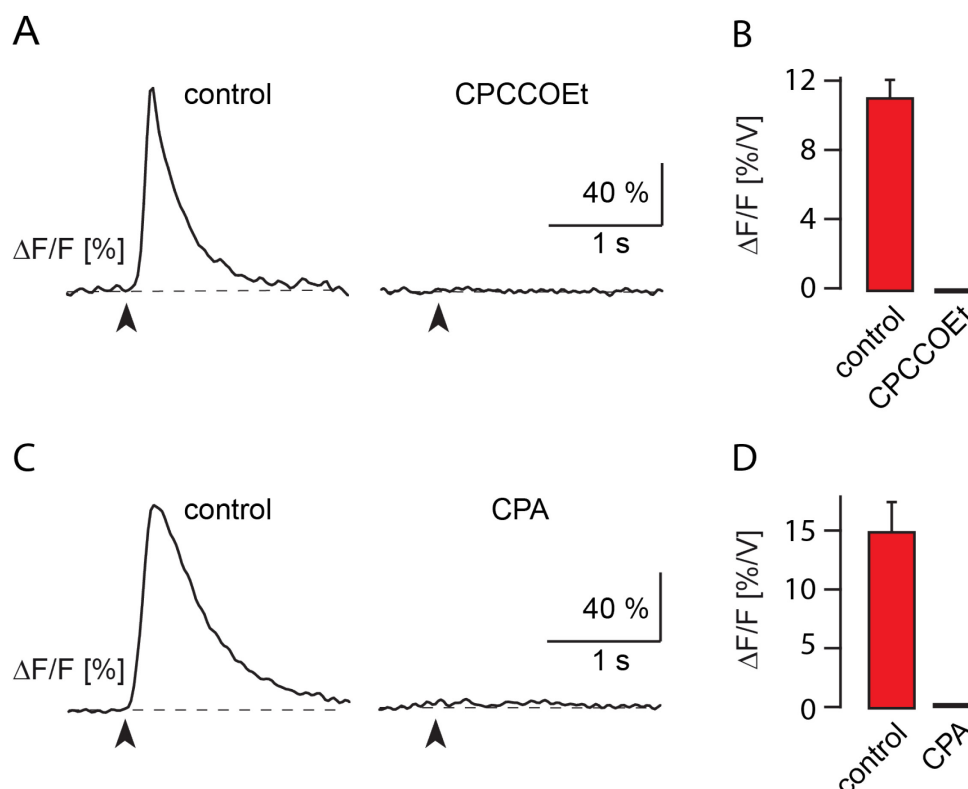 A
control
CPCCOEt
40 %
1 s
ΔF/F [%]
B
ΔF/F [%/V]
12
8
4
0
control
CPCCOEt
C
control
CPA
40 %
1 s
ΔF/F [%]
D
ΔF/F [%/V]
15
10
5
0
control
CPA